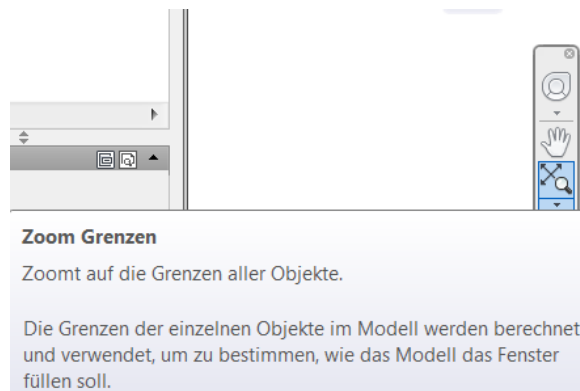 Zoom Grenzen
Zoomt auf die Grenzen aller Objekte.
Die Grenzen der einzelnen Objekte im Modell werden berechnet
und verwendet, um zu bestimmen, wie das Modell das Fenster
füllen soll.